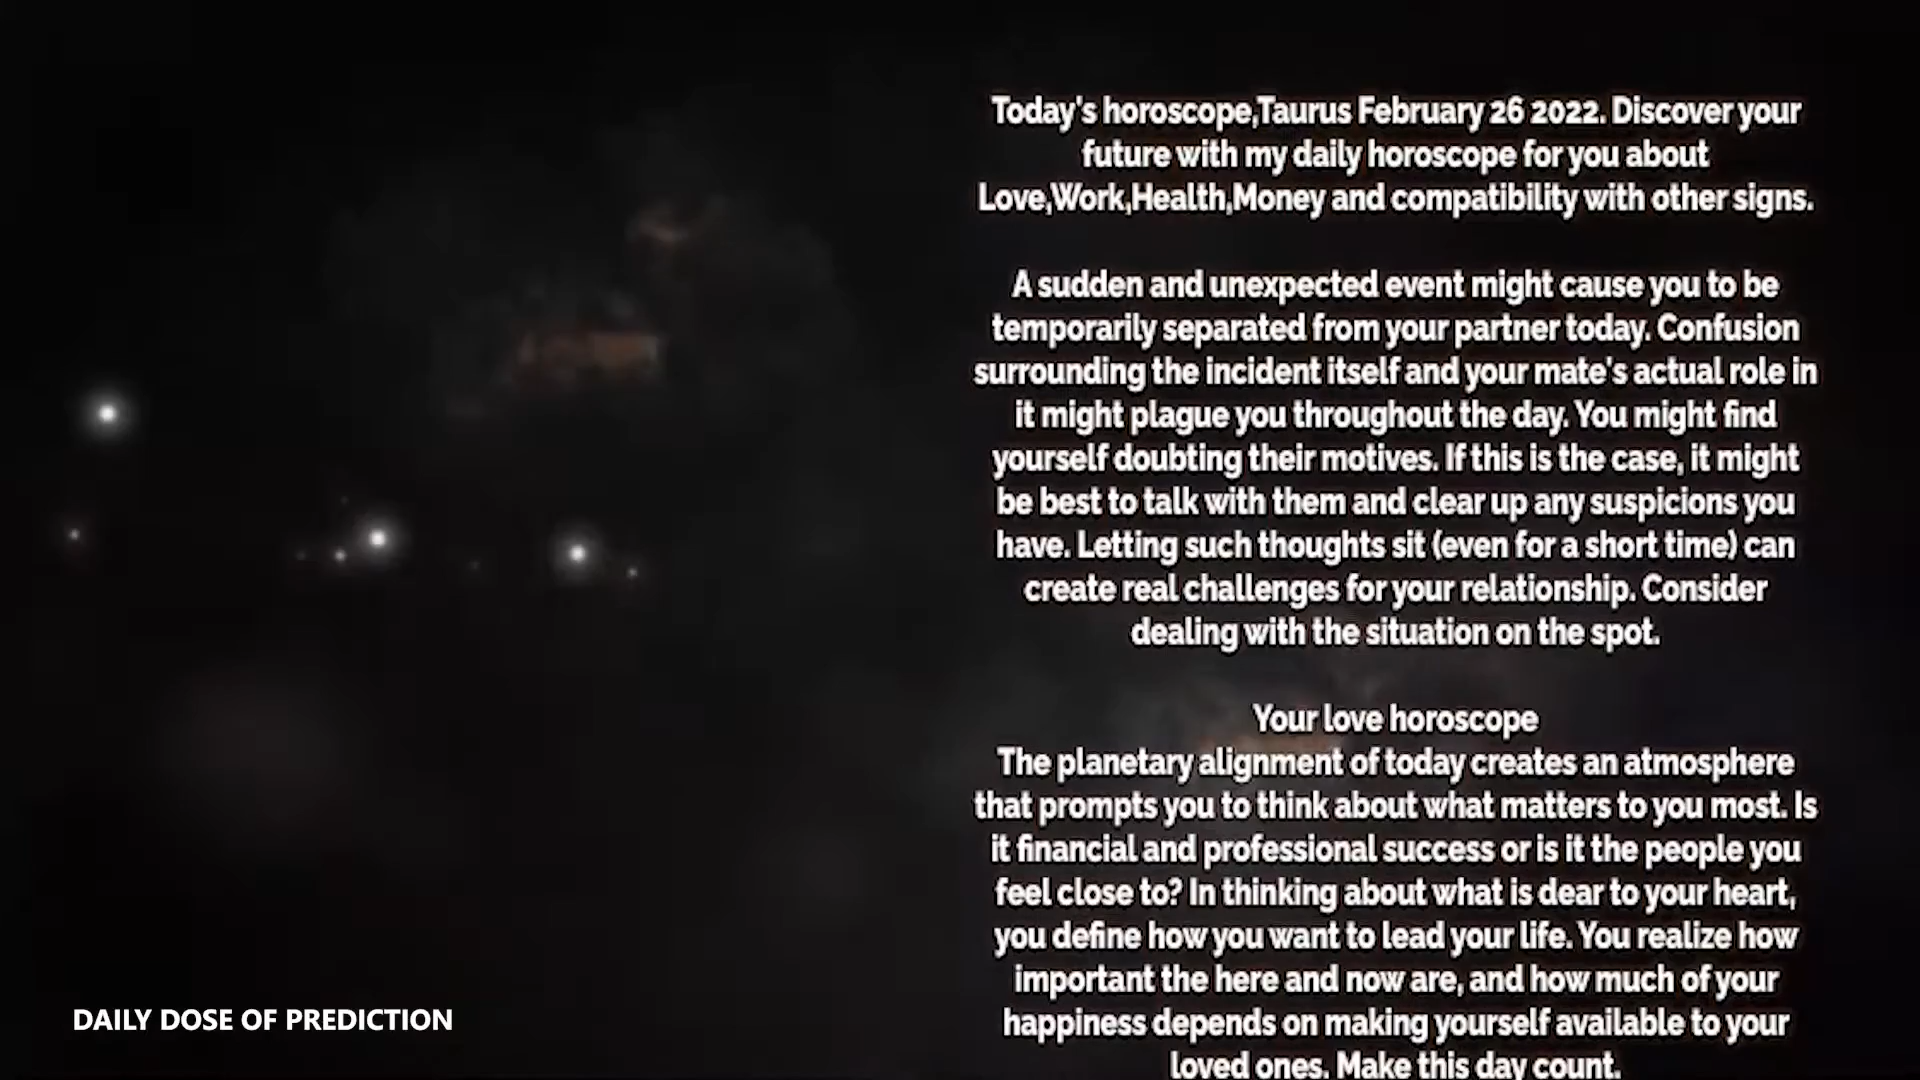 Today's horoscope,Taurus February 26 2022. Discover your
future with my daily horoscope for you about
Love,Work,Health,Money and compatibility with other signs.
A sudden and unexpected event might cause you to be
temporarily separated from your partner today. Confusion
surrounding the incident itself and your mate's actual role in
it might plague you throughout the day. You might find
yourself doubting their motives. If this is the case, it might
be best to talk with them and clear up any suspicions you
have. Letting such thoughts sit (even for a short time) can
create real challenges for your relationship. Consider
dealing with the situation on the spot.
Your love horoscope
The planetary alignment of today creates an atmosphere
that prompts you to think about what matters to you most. Is
it financial and professional success or is it the people you
feel close to? In thinking about what is dear to your heart,
you define how you want to lead your life. You realize how
important the here and now are, and how much of your
happiness depends on making yourself available to your
loved ones. Make this day count.
DAILY DOSE OF PREDICTION